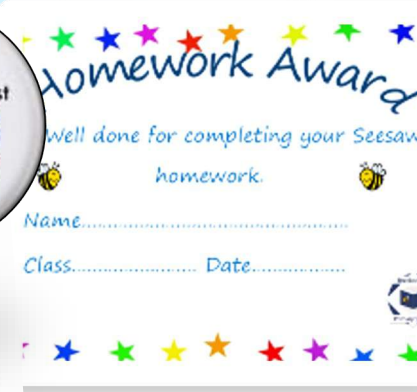 Homework Award
Well done for completing your Seesaw
homework.
Name..................................................................
Class............................ Date.....................